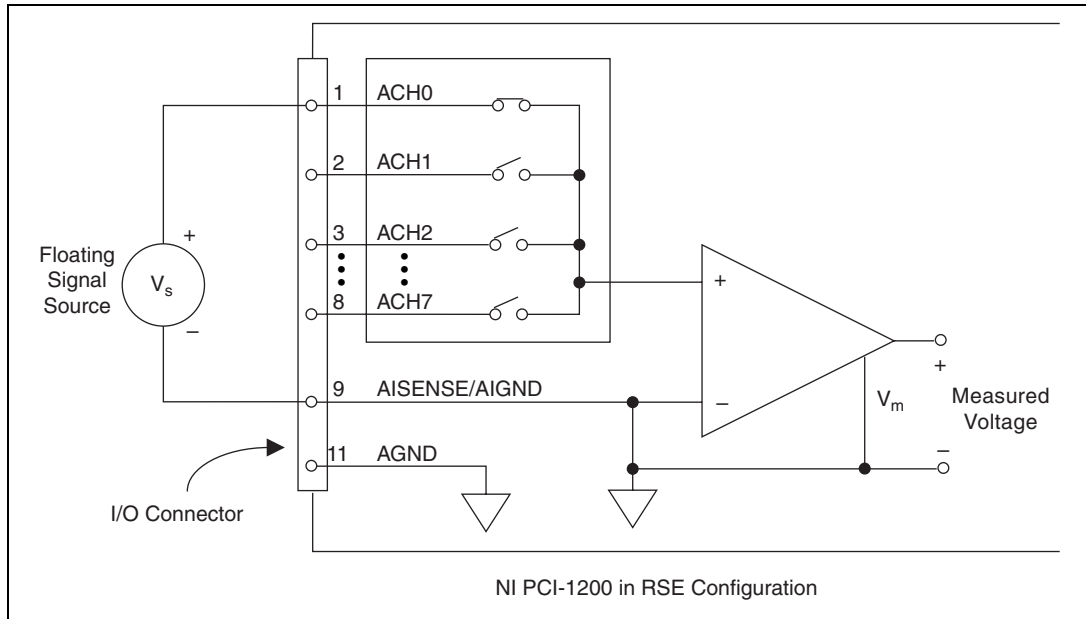 1 ACH0
2 ACH1
3 ACH2
8 ACH7
+
Floating
Signal
Source
Vs
–
+
–
+
Vm
Measured
Voltage
–
9 AISENSE/AIGND
11 AGND
I/O Connector
NI PCI-1200 in RSE Configuration